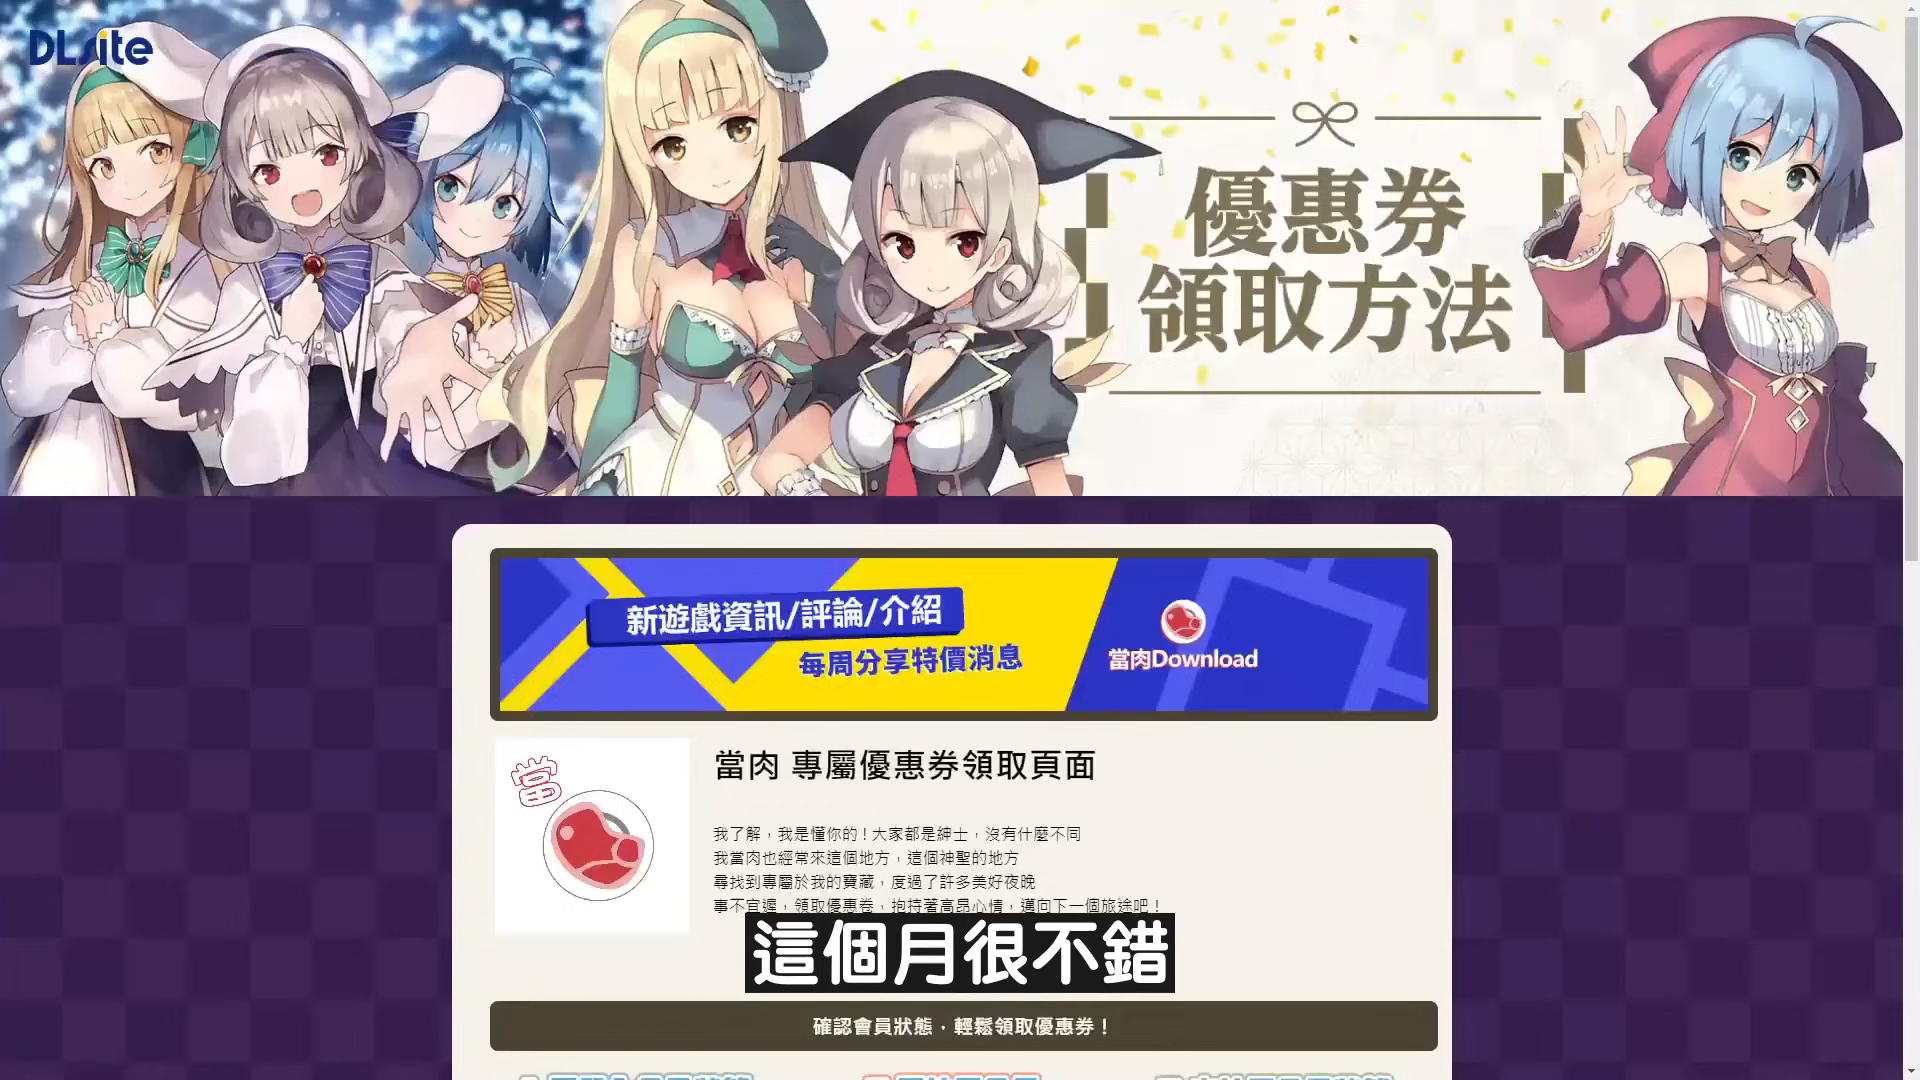 DLsite
優惠券
領取方法
新遊戲資訊/評論/介紹
每周分享特價消息
當肉Download
當
當肉 專屬優惠券領取頁面
我了解，我是懂你的！大家都是紳士，沒有什麼不同
我當肉也經常來這個地方，這個神聖的地方
尋找到專屬於我的寶藏，度過了許多美好夜晚
事不宜遲，領取優惠卷，抱持著高昂心情，邁向下一個旅途吧！
這個月很不錯
確認會員狀態．輕鬆領取優惠券！